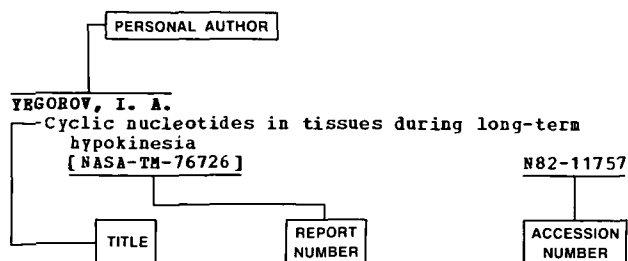 PERSONAL AUTHOR
YEGOROV, I. A.
Cyclic nucleotides in tissues during long-term
hypokinesia
[NASA-TM-76726] N82-11757
TITLE REPORT NUMBER ACCESSION NUMBER